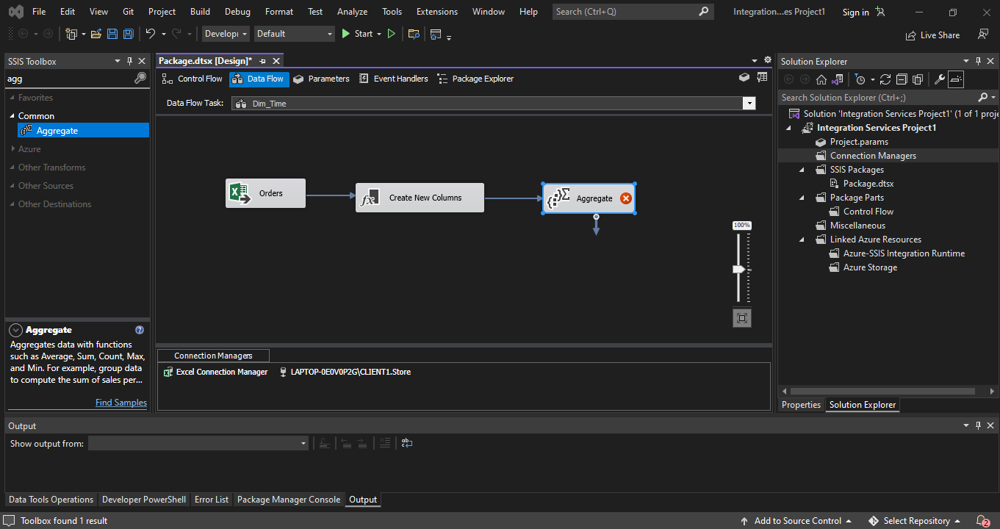 File Edit View Git Project Build Debug Format Test Analyze Tools Extensions Window Help Search (Ctrl+Q) Integration...es Project1 Sign in
Develop Default Start Live Share
SSIS Toolbox
agg
Favorites
Common
Aggregate
Azure
Other Transforms
Other Sources
Other Destinations
Aggregate
Aggregates data with functions
such as Average, Sum, Count, Max,
and Min. For example, group data
to compute the sum of sales per...
Find Samples
Package.dtsx [Design]*
Control Flow Data Flow Parameters Event Handlers Package Explorer
Data Flow Task: Dim_Time
Orders
fx Create New Columns
Aggregate
100%
Connection Managers
Excel Connection Manager LAPTOP-0E0V0P2G\CLIENT1.Store
Solution Explorer
Search Solution Explorer (Ctrl+;)
Solution 'Integration Services Project1' (1 of 1 proje
Integration Services Project1
Project.params
Connection Managers
SSIS Packages
Package.dtsx
Package Parts
Control Flow
Miscellaneous
Linked Azure Resources
Azure-SSIS Integration Runtime
Azure Storage
Properties Solution Explorer
Output
Show output from:
Data Tools Operations Developer PowerShell Error List Package Manager Console Output
Toolbox found 1 result Add to Source Control Select Repository 2